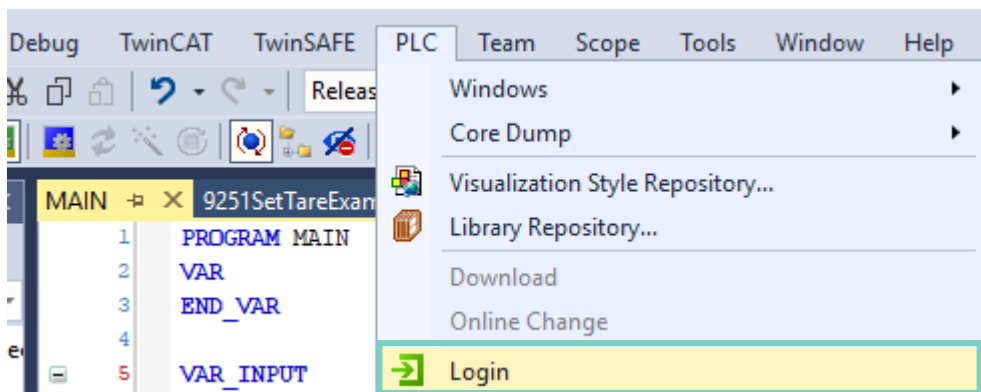 Debug TwinCAT TwinSAFE PLC Team Scope Tools Window Help
Releas
Windows
Core Dump
Visualization Style Repository...
Library Repository...
Download
Online Change
Login
MAIN 9251SetTareExam
1 PROGRAM MAIN
2 VAR
3 END_VAR
4
5 VAR_INPUT